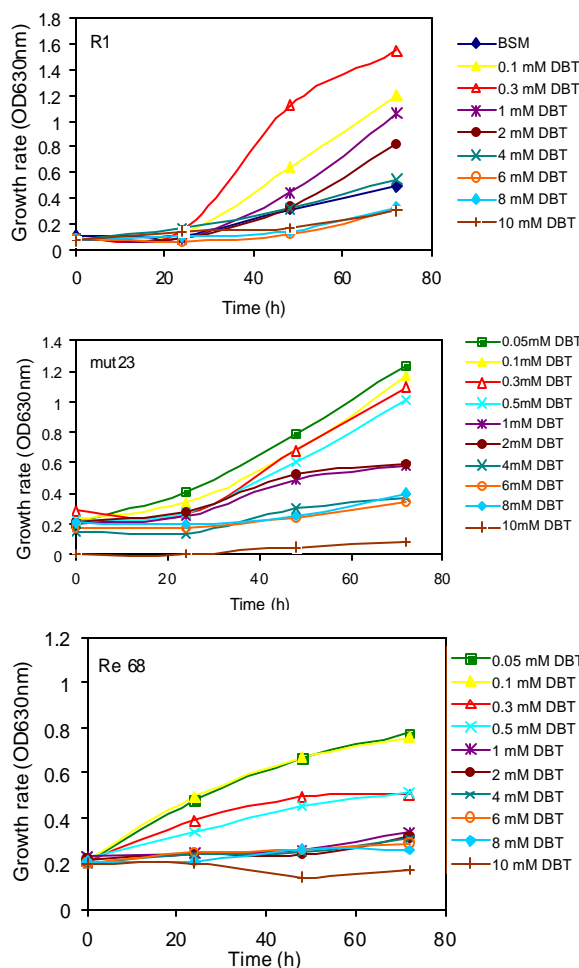 R1
Growth rate (OD630nm)
1.8
1.6
1.4
1.2
1
0.8
0.6
0.4
0.2
0
0 20 40 60 80
Time (h)
BSM
0.1 mM DBT
0.3 mM DBT
1 mM DBT
2 mM DBT
4 mM DBT
6 mM DBT
8 mM DBT
10 mM DBT
mut23
Growth rate (OD630nm)
1.4
1.2
1
0.8
0.6
0.4
0.2
0
0 20 40 60 80
Time (h)
0.05mM DBT
0.1mM DBT
0.3mM DBT
0.5mM DBT
1mM DBT
2mM DBT
4mM DBT
6mM DBT
8mM DBT
10mM DBT
Re 68
Growth rate (OD630nm)
1.2
1
0.8
0.6
0.4
0.2
0
0 20 40 60 80
Time (h)
0.05 mM DBT
0.1 mM DBT
0.3 mM DBT
0.5 mM DBT
1 mM DBT
2 mM DBT
4 mM DBT
6 mM DBT
8 mM DBT
10 mM DBT